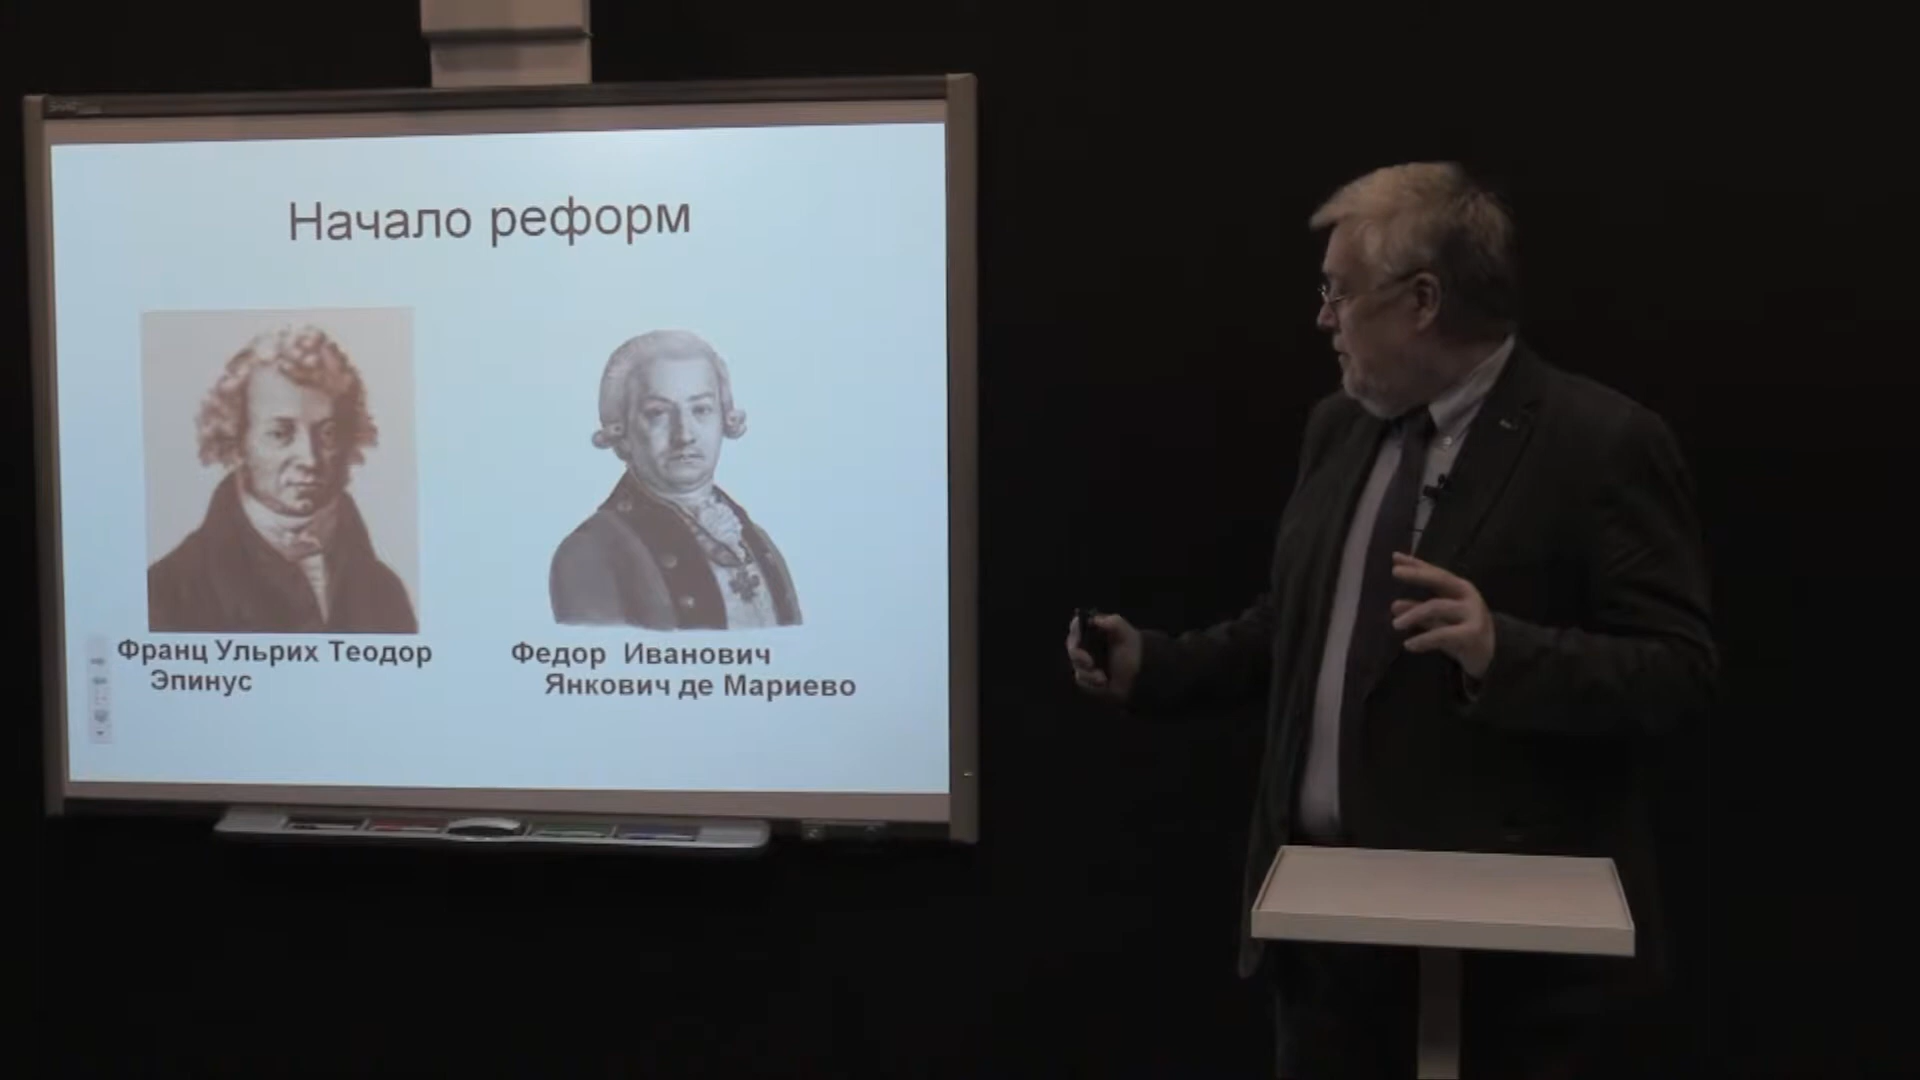 Начало реформ
Франц Ульрих Теодор
Эпинус
Федор Иванович
Янкович де Мариево